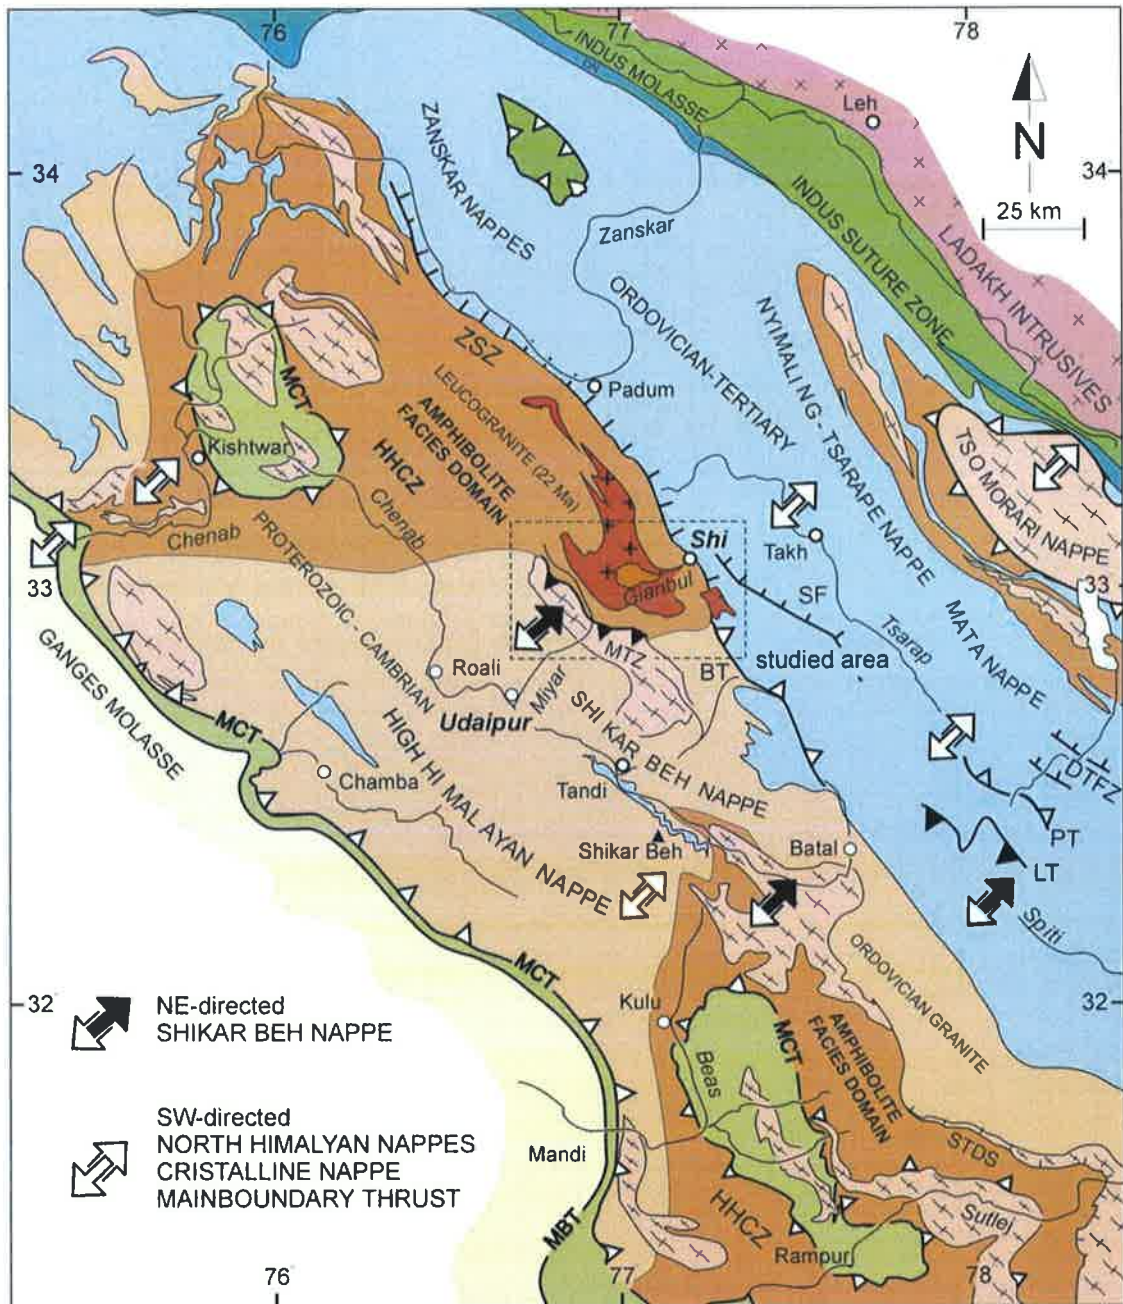 76
77
78
INDUS MOLASSE
Leh
N
34
34
25 km
ZANSKAR NAPPES
Zanskar
INDUS SUTURE ZONE
LADAKH INTRUSIVES
ORDOVICIAN-TERTIARY
NYIMALING-TSARAPE NAPPE
ZSZ
Padum
LEUCOGRANITE (22 Ma)
AMPHIBOLITE
FACIES DOMAIN
HHCZ
MCT
Kishtwar
Chenab
Chenab
TSO MORARI NAPPE
Takh
Shi
Gianbul
SF
33
33
PROTEROZOIC - CAMBRIAN
Tsarap
MATA NAPPE
studied area
MTZ
BT
GANGES MOLASSE
MCT
Roali
Miyar
Udaipur
SHIKAR BEH NAPPE
HIGH HIMALAYAN NAPPE
Chamba
Tandi
DTFZ
PT
LT
Shikar Beh
Batal
Spiti
ORDOVICIAN GRANITE
MCT
32
32
NE-directed
SHIKAR BEH NAPPE
Kulu
MCT
AMPHIBOLITE
FACIES DOMAIN
Beas
SW-directed
NORTH HIMALYAN NAPPES
CRISTALLINE NAPPE
MAINBOUNDARY THRUST
Mandi
STDS
HHCZ
Sutlej
MBT
Rampur
76
77
78